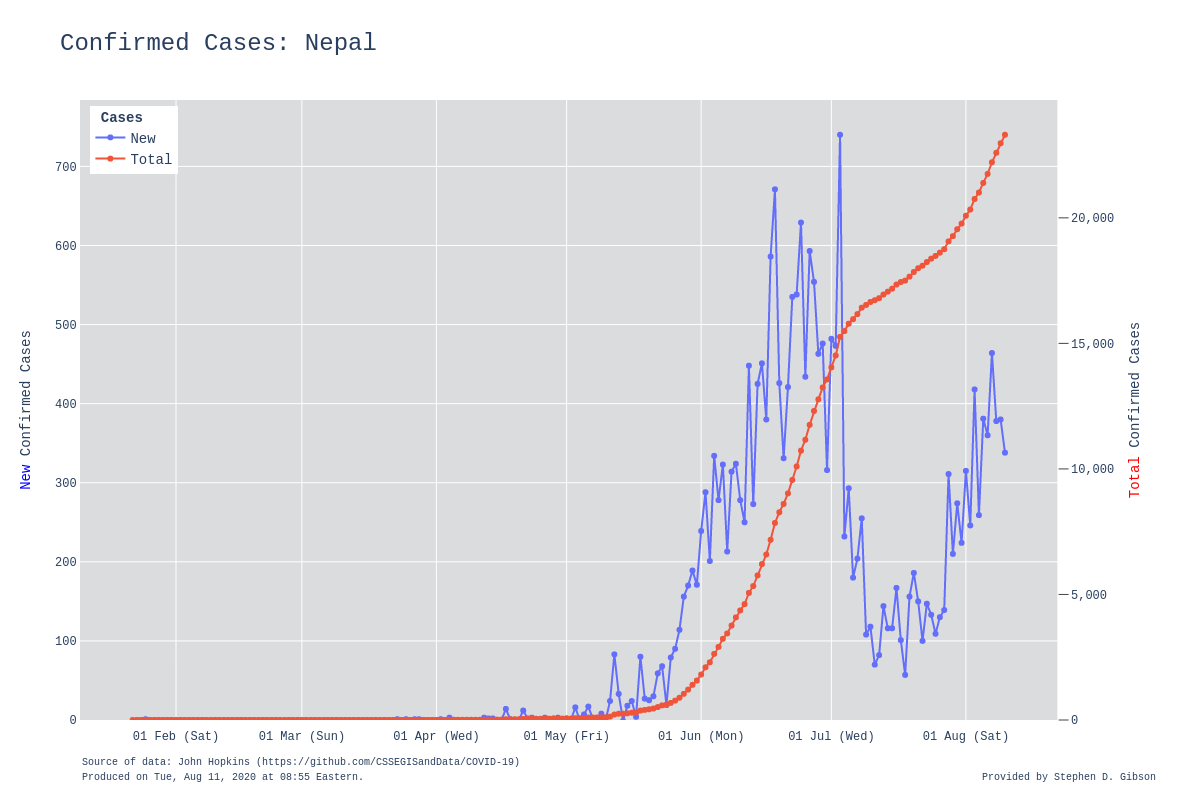 Confirmed Cases: Nepal
Cases
New
Total
700
600
500
400
300
200
100
0
20,000
15,000
10,000
5,000
0
New Confirmed Cases
Total Confirmed Cases
01 Feb (Sat) 01 Mar (Sun) 01 Apr (Wed) 01 May (Fri) 01 Jun (Mon) 01 Jul (Wed) 01 Aug (Sat)
Source of data: John Hopkins (https://github.com/CSSEGISandData/COVID-19)
Produced on Tue, Aug 11, 2020 at 08:55 Eastern.
Provided by Stephen D. Gibson